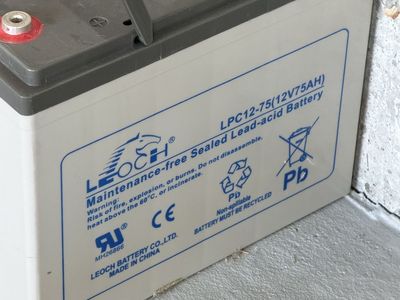 LEOCH®
LPC12-75(12V75AH)
Maintenance-free Sealed Lead-acid Battery
Warning:
Risk of fire, explosion, or burns. Do not disassemble,
heat above the 60°C, or incinerate.
Pb
Pb
Non-spillable
BATTERY MUST BE RECYCLED
CE
RU
MH26866
LEOCH BATTERY CO.,LTD
MADE IN CHINA